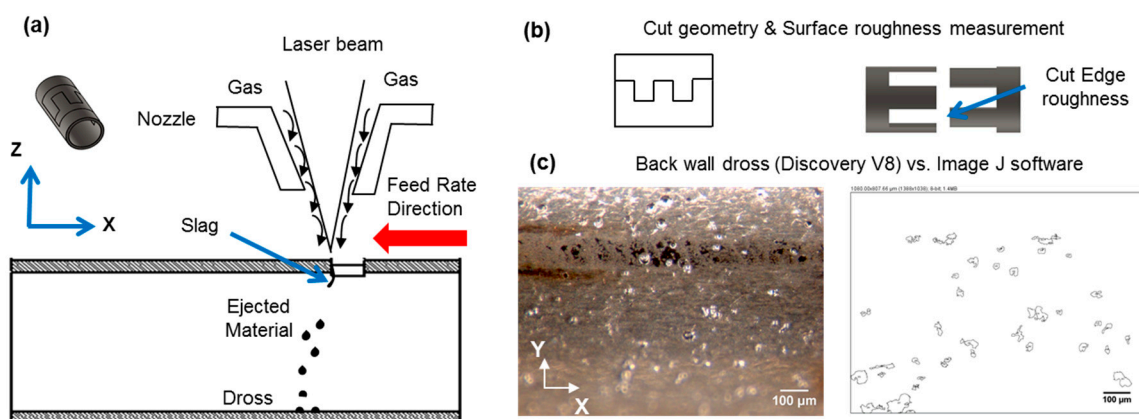 (a)
Laser beam
Gas
Gas
Nozzle
Z
X
Feed Rate
Direction
Slag
Ejected
Material
Dross
(b)
Cut geometry & Surface roughness measurement
Cut Edge
roughness
(c)
Back wall dross (Discovery V8) vs. Image J software
Y
X
100 µm
100 µm